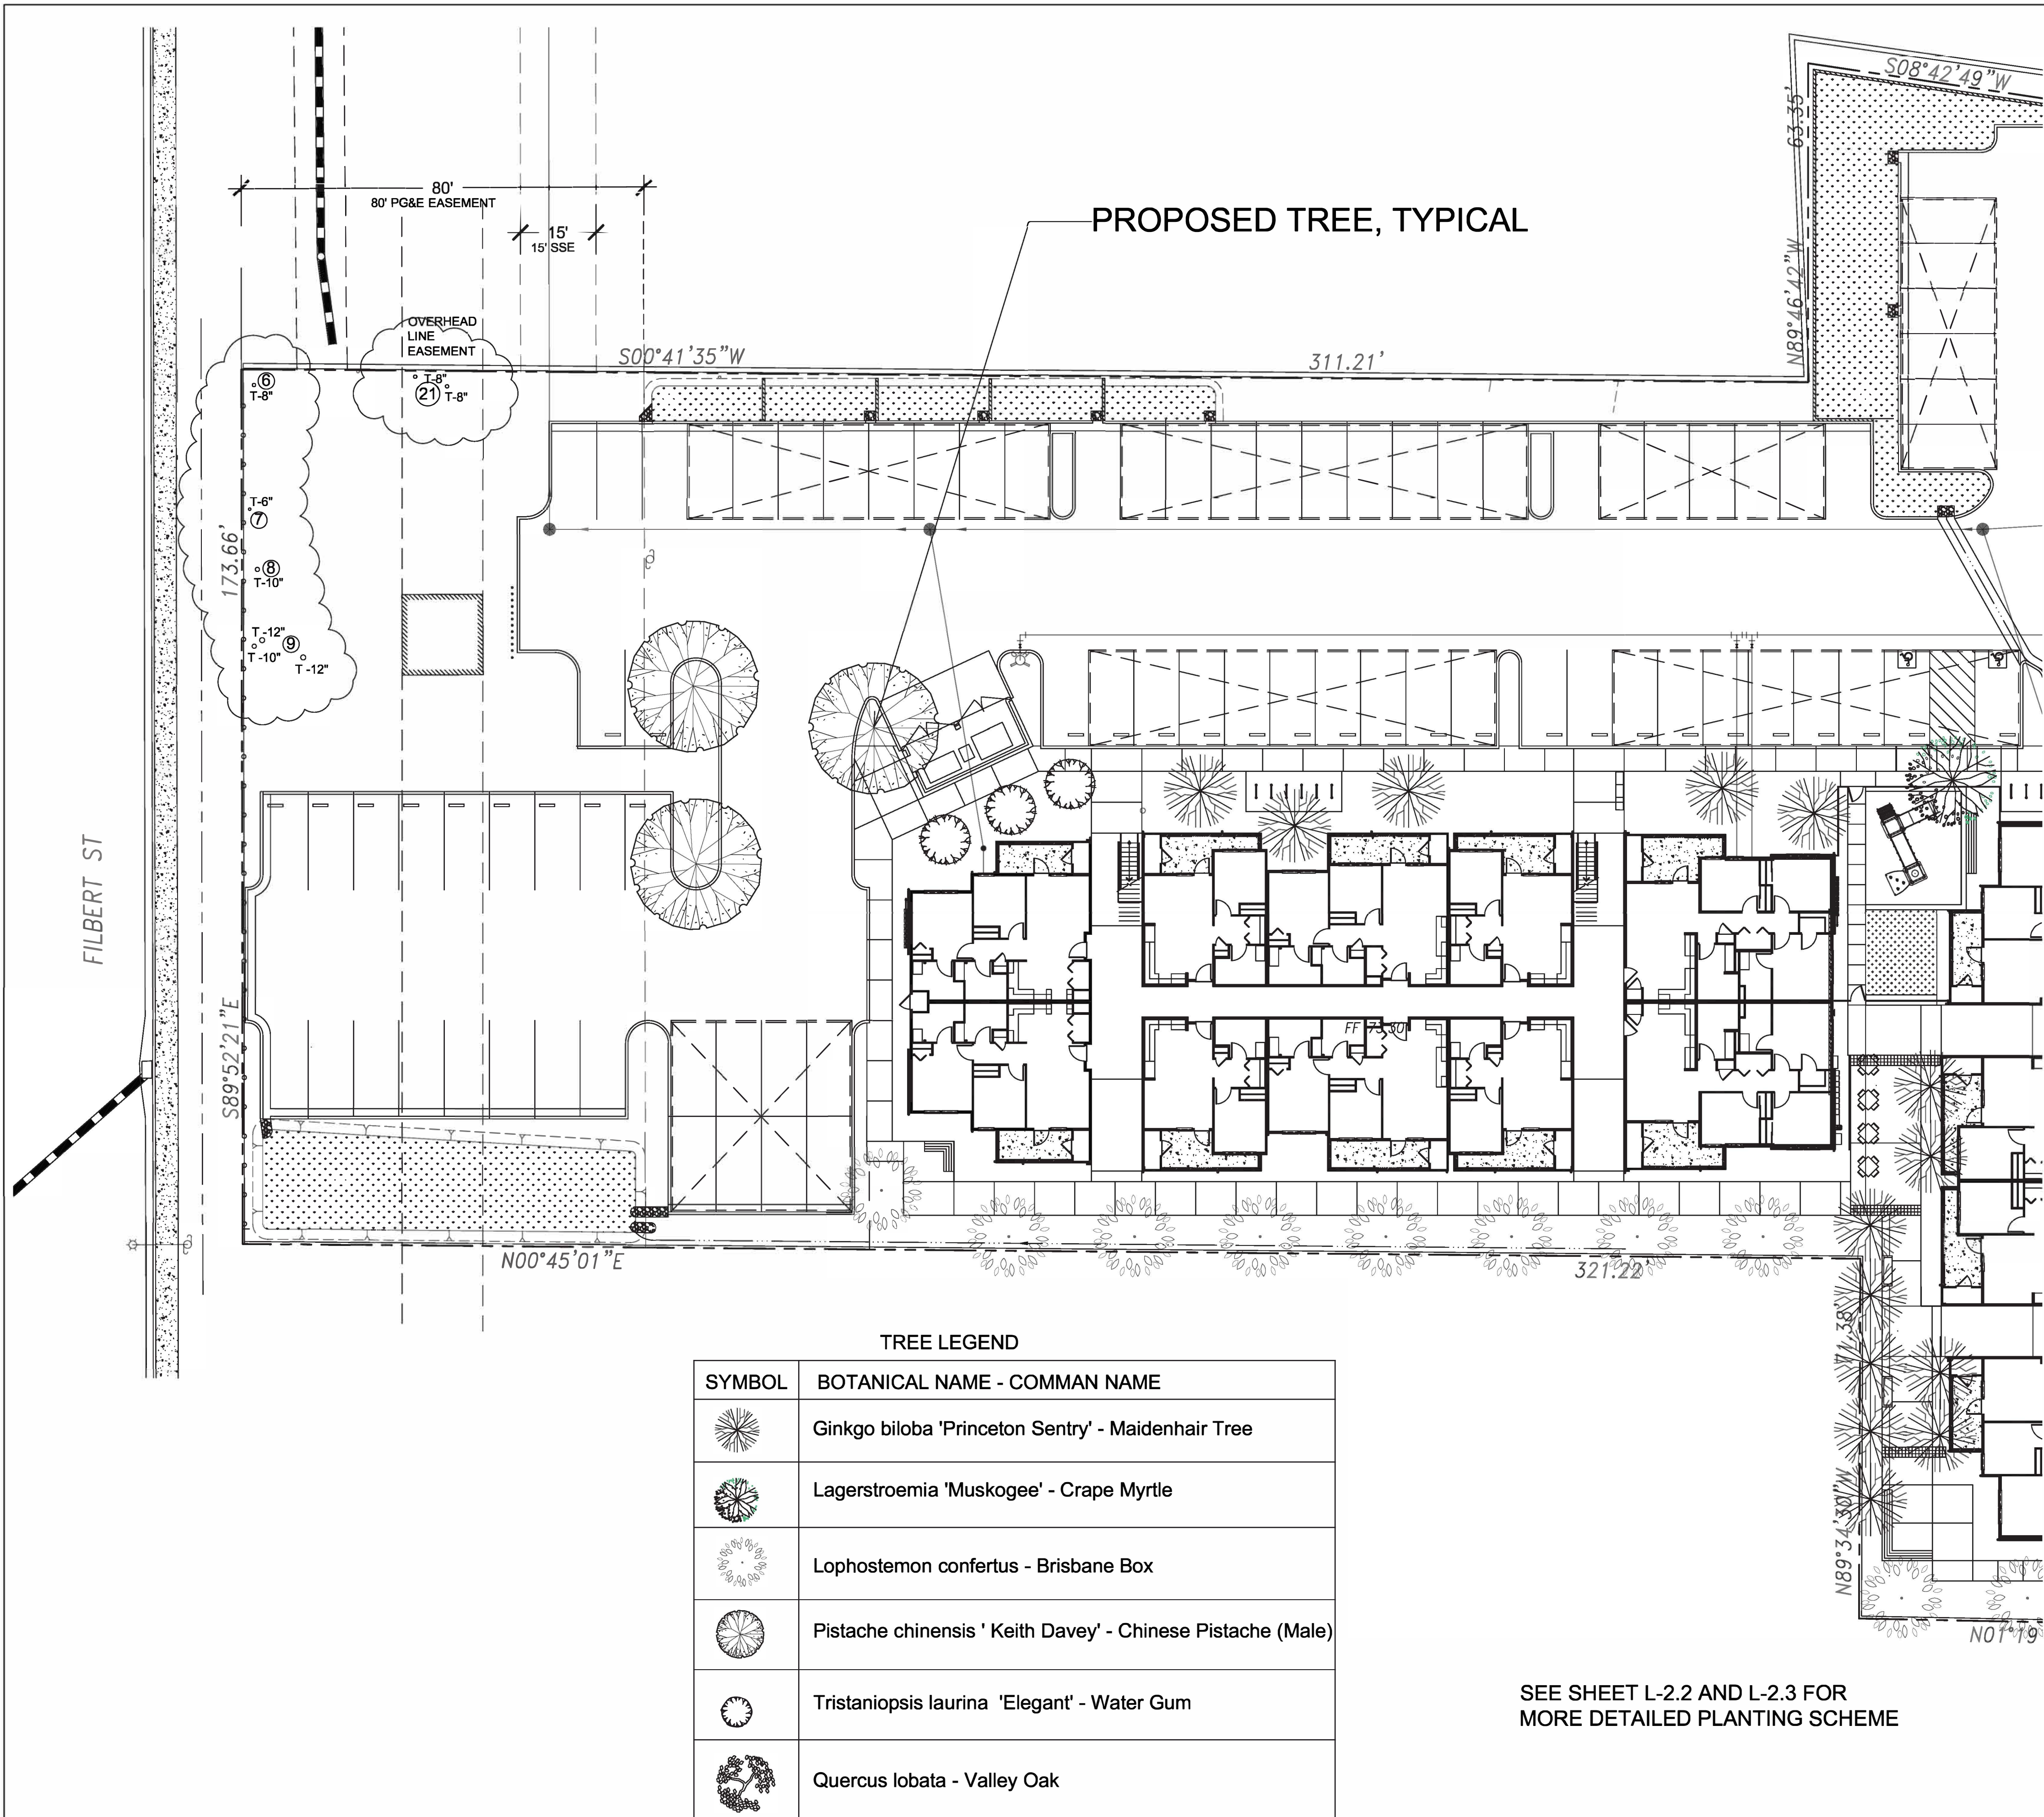 S08°42'49"W
63.35'
N89°46'42"W
80'
80' PG&E EASEMENT
15'
15' SSE
PROPOSED TREE, TYPICAL
OVERHEAD
LINE
EASEMENT
S00°41'35"W
311.21'
6
T-8"
T-8"
21
T-8"
T-6"
7
173.66'
8
T-10"
T -12"
9
T -10"
T -12"
FILBERT ST
S89°52'21"E
FF 73.30
N00°45'01"E
321.22'
71.38'
N89°34'30"W
N01°19
TREE LEGEND
SYMBOL BOTANICAL NAME - COMMAN NAME
Ginkgo biloba 'Princeton Sentry' - Maidenhair Tree
Lagerstroemia 'Muskogee' - Crape Myrtle
Lophostemon confertus - Brisbane Box
Pistache chinensis ' Keith Davey' - Chinese Pistache (Male)
Tristaniopsis laurina 'Elegant' - Water Gum
Quercus lobata - Valley Oak
SEE SHEET L-2.2 AND L-2.3 FOR
MORE DETAILED PLANTING SCHEME